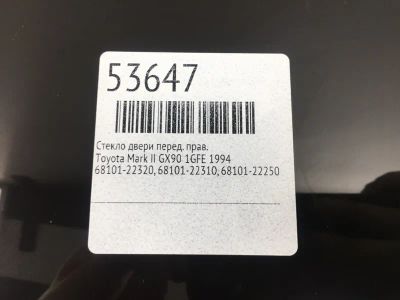 53647
Стекло двери перед. прав.
Toyota Mark II GX90 1GFE 1994
68101-22320, 68101-22310, 68101-22250